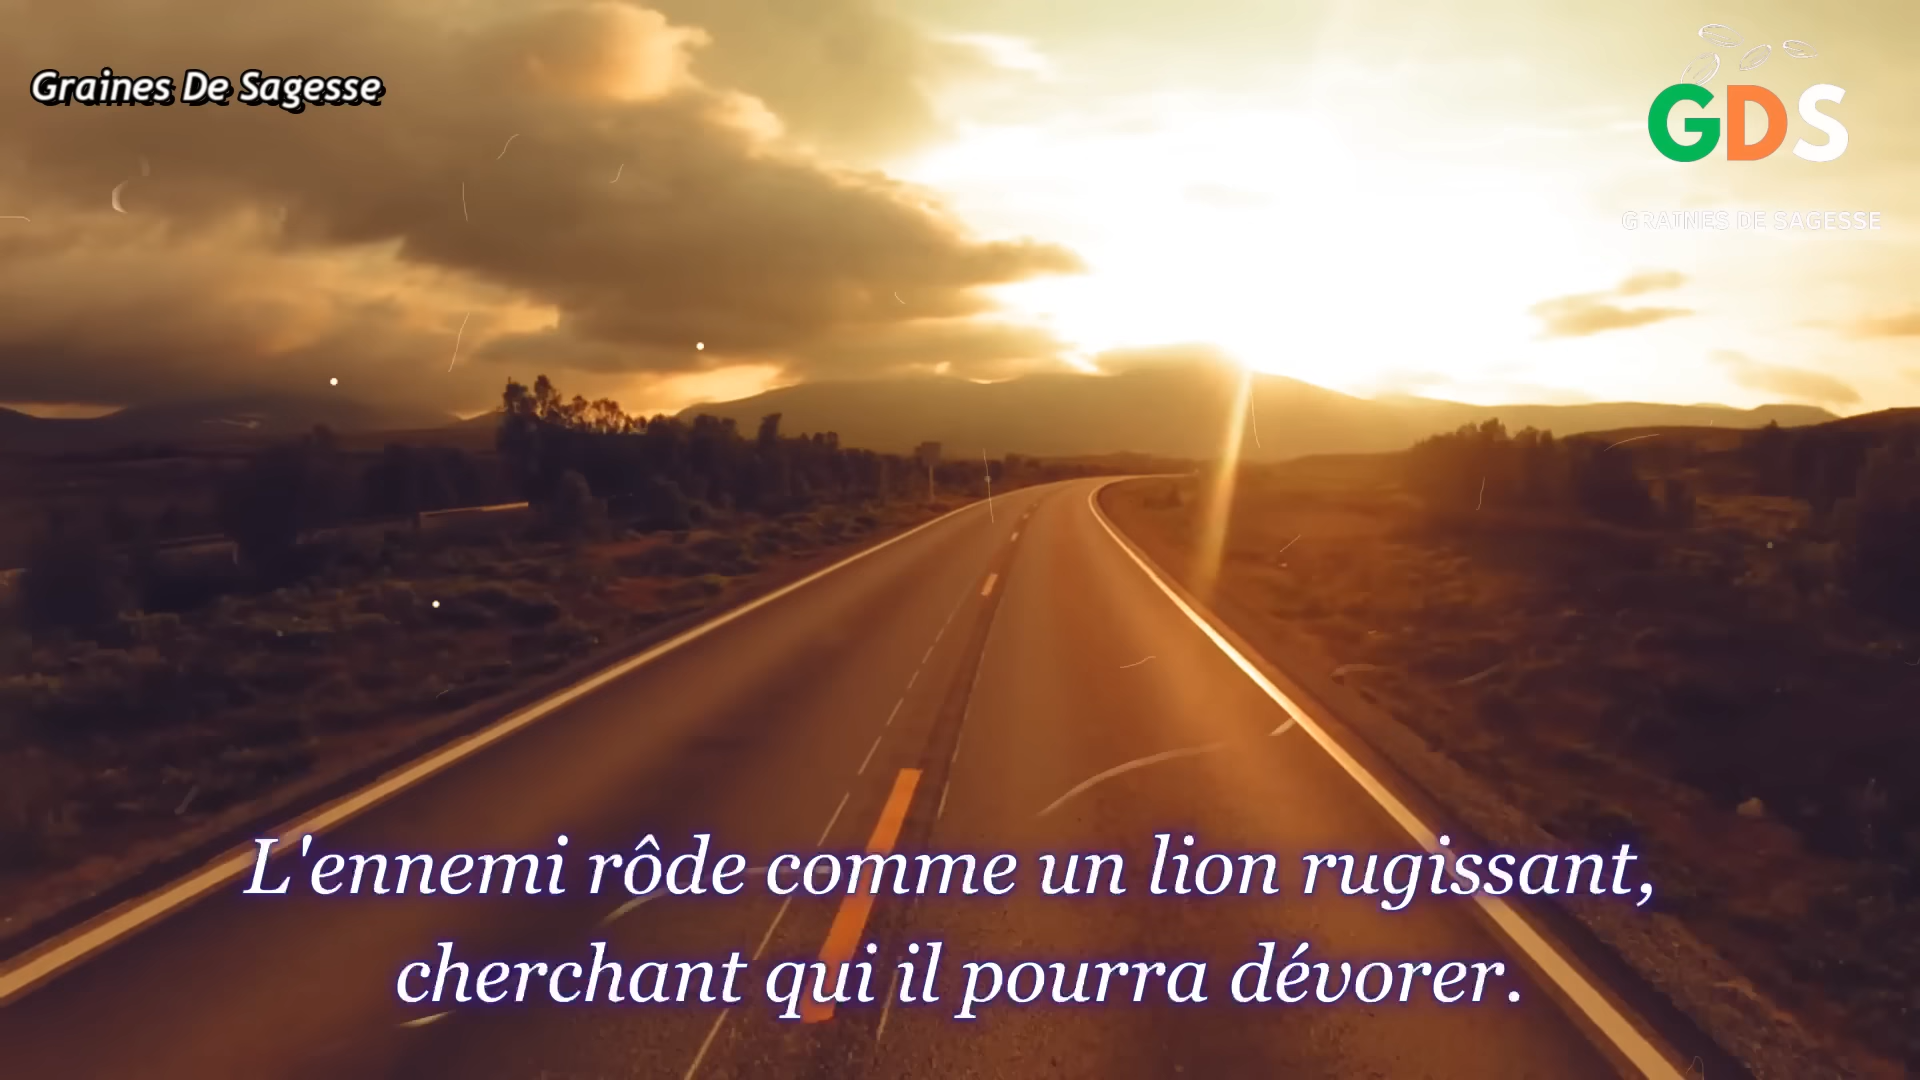 Graines De Sagesse
GDS
GRAINES DE SAGESSE
L'ennemi rôde comme un lion rugissant,
cherchant qui il pourra dévorer.